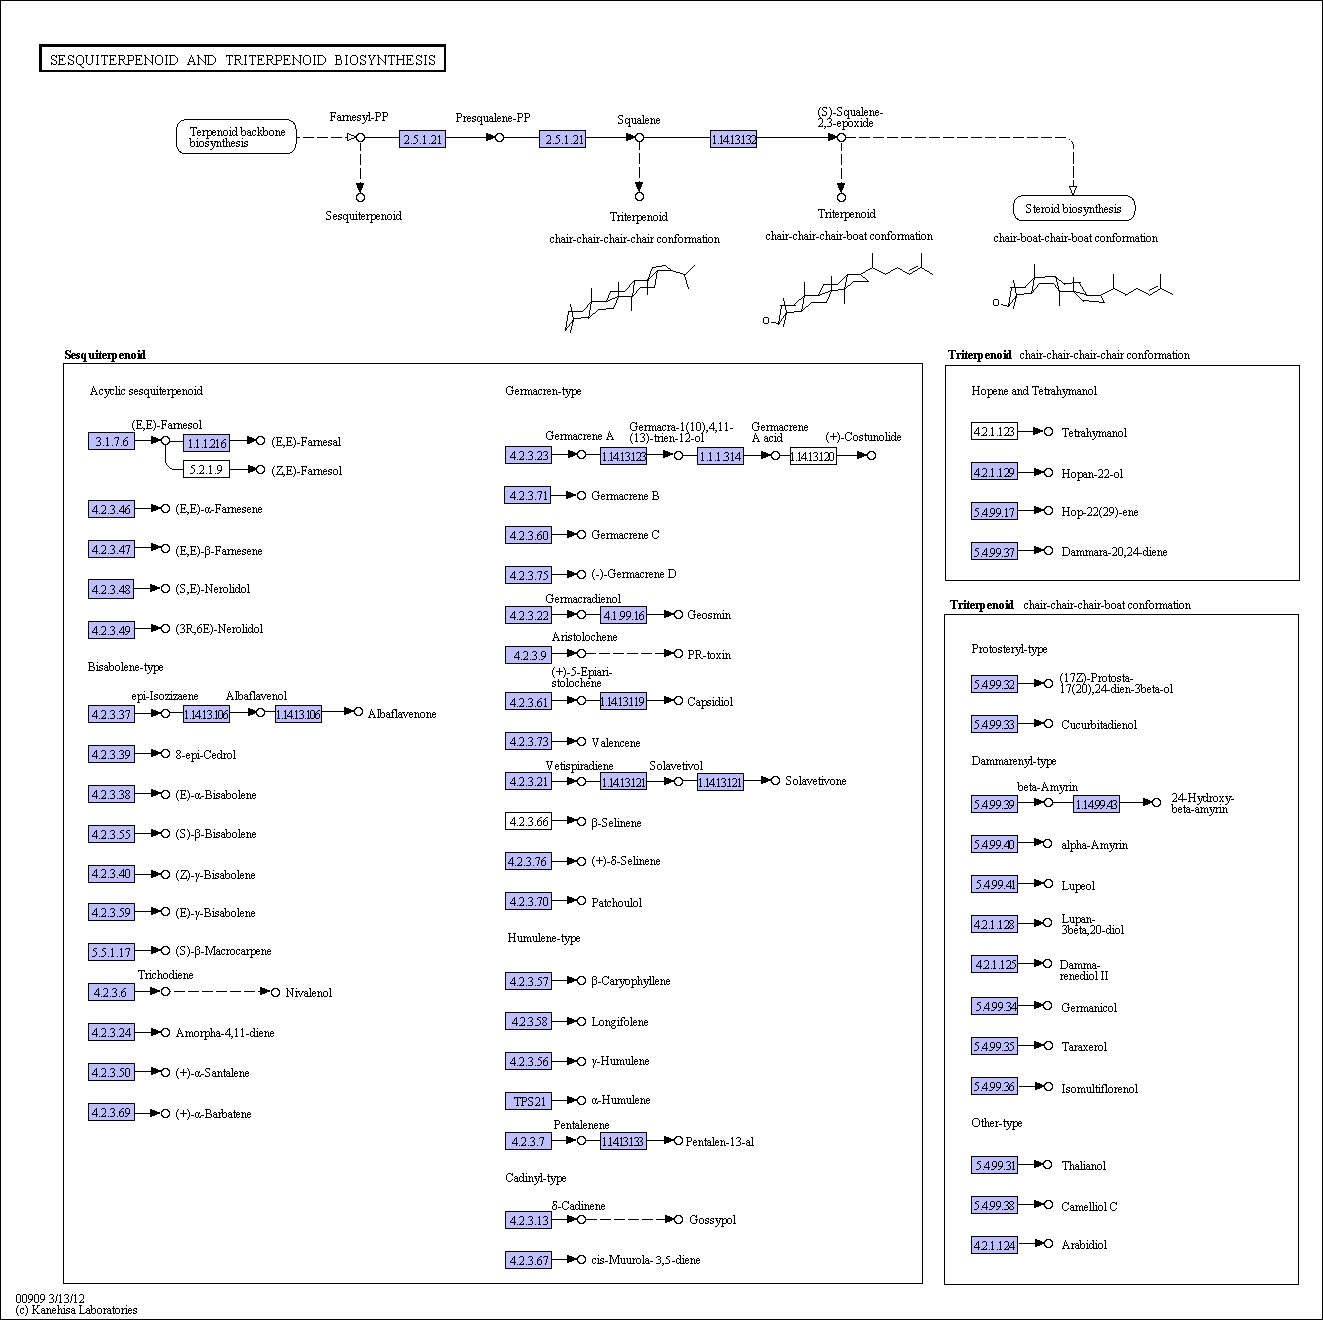 SESQUITERPENOID AND TRITERPENOID BIOSYNTHESIS
Terpenoid backbone
biosynthesis
Farnesyl-PP
2.5.1.21
Presqualene-PP
2.5.1.21
Squalene
1.14.13.132
(S)-Squalene-
2,3-epoxide
Sesquiterpenoid
Triterpenoid
chair-chair-chair-chair conformation
Triterpenoid
chair-chair-chair-boat conformation
Steroid biosynthesis
chair-boat-chair-boat conformation
O
O
Sesquiterpenoid
Acyclic sesquiterpenoid
(E,E)-Farnesol
3.1.7.6 1.1.1.216 (E,E)-Farnesal
5.2.1.9 (Z,E)-Farnesol
4.2.3.46 (E,E)-α-Farnesene
4.2.3.47 (E,E)-β-Farnesene
4.2.3.48 (S,E)-Nerolidol
4.2.3.49 (3R,6E)-Nerolidol
Bisabolene-type
epi-Isozizaene Albaflavenol
4.2.3.37 1.14.13.106 1.14.13.106 Albaflavenone
4.2.3.39 8-epi-Cedrol
4.2.3.38 (E)-α-Bisabolene
4.2.3.55 (S)-β-Bisabolene
4.2.3.40 (Z)-γ-Bisabolene
4.2.3.59 (E)-γ-Bisabolene
5.5.1.17 (S)-β-Macrocarpene
Trichodiene
4.2.3.6 Nivalenol
4.2.3.24 Amorpha-4,11-diene
4.2.3.50 (+)-α-Santalene
4.2.3.69 (+)-α-Barbatene
Germacren-type
Germacrene A
Germacra-1(10),4,11-
(13)-trien-12-ol
Germacrene
A acid
(+)-Costunolide
4.2.3.23 1.14.13.123 1.1.1.314 1.14.13.120
4.2.3.71 Germacrene B
4.2.3.60 Germacrene C
4.2.3.75 (-)-Germacrene D
Germacradienol
4.2.3.22 4.1.99.16 Geosmin
Aristolochene
4.2.3.9 PR-toxin
(+)-5-Epiari-
stolochene
4.2.3.61 1.14.13.119 Capsidiol
4.2.3.73 Valencene
Vetispiradiene Solavetivol
4.2.3.21 1.14.13.121 1.14.13.121 Solavetivone
4.2.3.66 β-Selinene
4.2.3.76 (+)-δ-Selinene
4.2.3.70 Patchoulol
Humulene-type
4.2.3.57 β-Caryophyllene
4.2.3.58 Longifolene
4.2.3.56 γ-Humulene
TPS21 α-Humulene
Pentalenene
4.2.3.7 1.14.13.133 Pentalen-13-al
Cadinyl-type
δ-Cadinene
4.2.3.13 Gossypol
4.2.3.67 cis-Muurola-3,5-diene
Triterpenoid chair-chair-chair-chair conformation
Hopene and Tetrahymanol
4.2.1.123 Tetrahymanol
4.2.1.129 Hopan-22-ol
5.4.99.17 Hop-22(29)-ene
5.4.99.37 Dammara-20,24-diene
Triterpenoid chair-chair-chair-boat conformation
Protosteryl-type
5.4.99.32 (17Z)-Protosta-
17(20),24-dien-3beta-ol
5.4.99.33 Cucurbitadienol
Dammarenyl-type
beta-Amyrin
5.4.99.39 1.14.99.43 24-Hydroxy-
beta-amyrin
5.4.99.40 alpha-Amyrin
5.4.99.41 Lupeol
4.2.1.128 Lupan-
3beta,20-diol
4.2.1.125 Damma-
renediol II
5.4.99.34 Germanicol
5.4.99.35 Taraxerol
5.4.99.36 Isomultiflorenol
Other-type
5.4.99.31 Thalianol
5.4.99.38 Camelliol C
4.2.1.124 Arabidiol
00909 3/13/12
(c) Kanehisa Laboratories